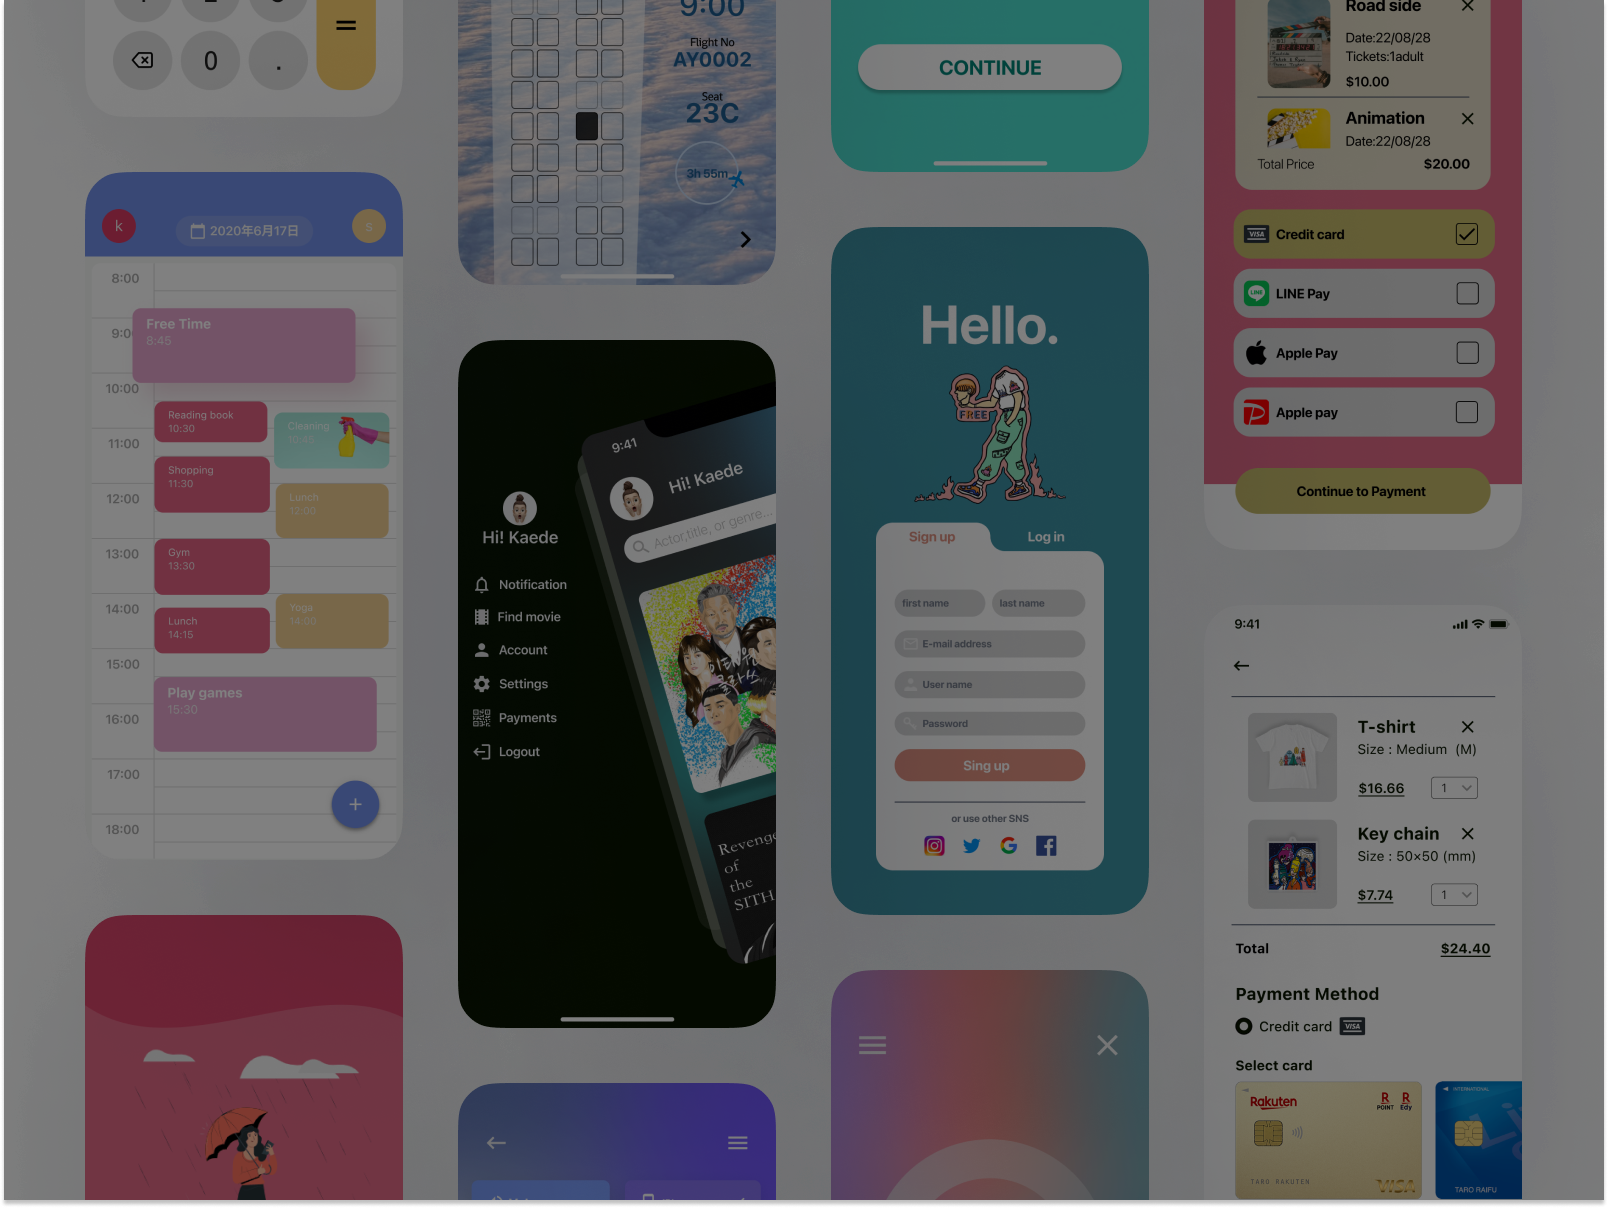 =
0
.
k
2020年6月17日
s
8:00
Free Time
8:45
9:0
10:00
Reading book
10:30
Cleaning
10:45
11:00
Shopping
11:30
Lunch
12:00
12:00
13:00
Gym
13:30
14:00
Yoga
14:00
Lunch
14:15
15:00
Play games
15:30
16:00
17:00
+
18:00
9:00
Flight No
AY0002
Seat
23C
3h 55m
Hi! Kaede
Notification
Find movie
Account
Settings
Payments
Logout
9:41
Hi! Kaede
Actor,title, or genre...
Revenge
of
the
SITH
CONTINUE
Hello.
FREE
Sign up
Log in
first name
last name
E-mail address
User name
Password
Sing up
or use other SNS
Road side
Date:22/08/28
Tickets:1adult
$10.00
Animation
Date:22/08/28
Total Price
$20.00
VISA
Credit card
LINE
LINE Pay
Apple Pay
Apple pay
Continue to Payment
9:41
T-shirt
Size : Medium (M)
$16.66
1
Key chain
Size : 50×50 (mm)
$7.74
1
Total
$24.40
Payment Method
Credit card
VISA
Select card
Rakuten
R
POINT
R
Edy
TARO RAKUTEN
VISA
INTERNATIONAL
TARO RAIFU